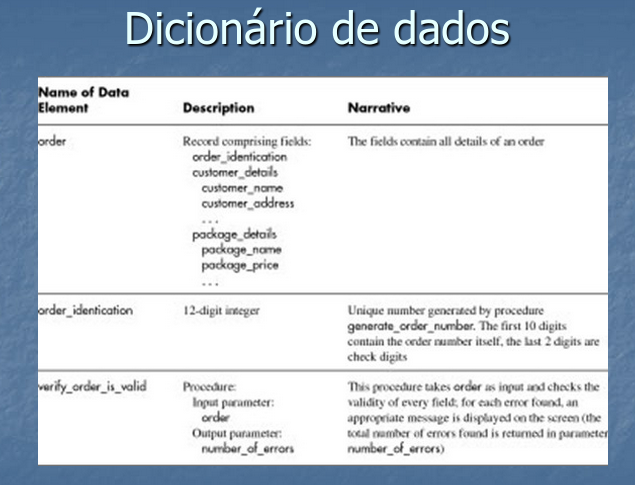 Dicionário de dados
Name of Data
Element
Description
Narrative
order
Record comprising fields:
order_identication
customer_details
customer_name
customer_address
...
package_details
package_name
package_price
...
The fields contain all details of an order
order_identication
12-digit integer
Unique number generated by procedure
generate_order_number. The first 10 digits
contain the order number itself, the last 2 digits are
check digits
verify_order_is_valid
Procedure:
Input parameter:
order
Output parameter:
number_of_errors
This procedure takes order as input and checks the
validity of every field; for each error found, an
appropriate message is displayed on the screen (the
total number of errors found is returned in parameter
number_of_errors)